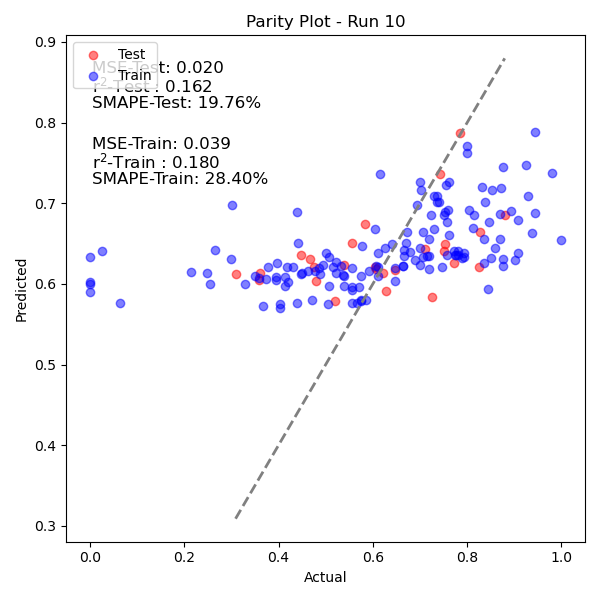 Parity Plot - Run 10
Test
Train
MSE-Test: 0.020
r²-Test : 0.162
SMAPE-Test: 19.76%
MSE-Train: 0.039
r²-Train : 0.180
SMAPE-Train: 28.40%
Predicted
0.9
0.8
0.7
0.6
0.5
0.4
0.3
0.0
0.2
0.4
0.6
0.8
1.0
Actual